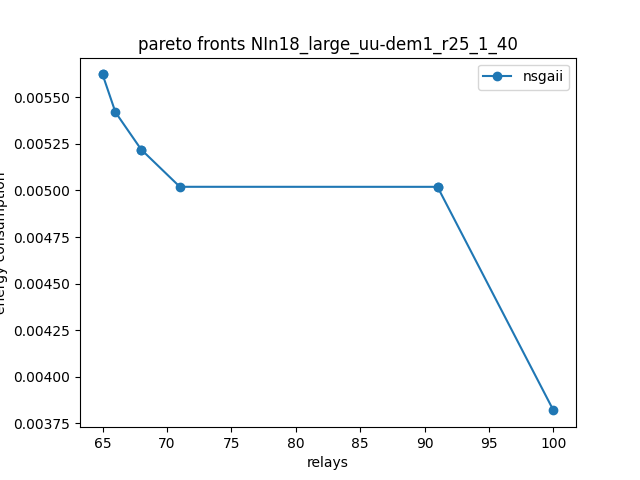 pareto fronts NIn18_large_uu-dem1_r25_1_40
nsgaii
0.00550
0.00525
0.00500
0.00475
0.00450
0.00425
0.00400
0.00375
energy consumption
65 70 75 80 85 90 95 100
relays